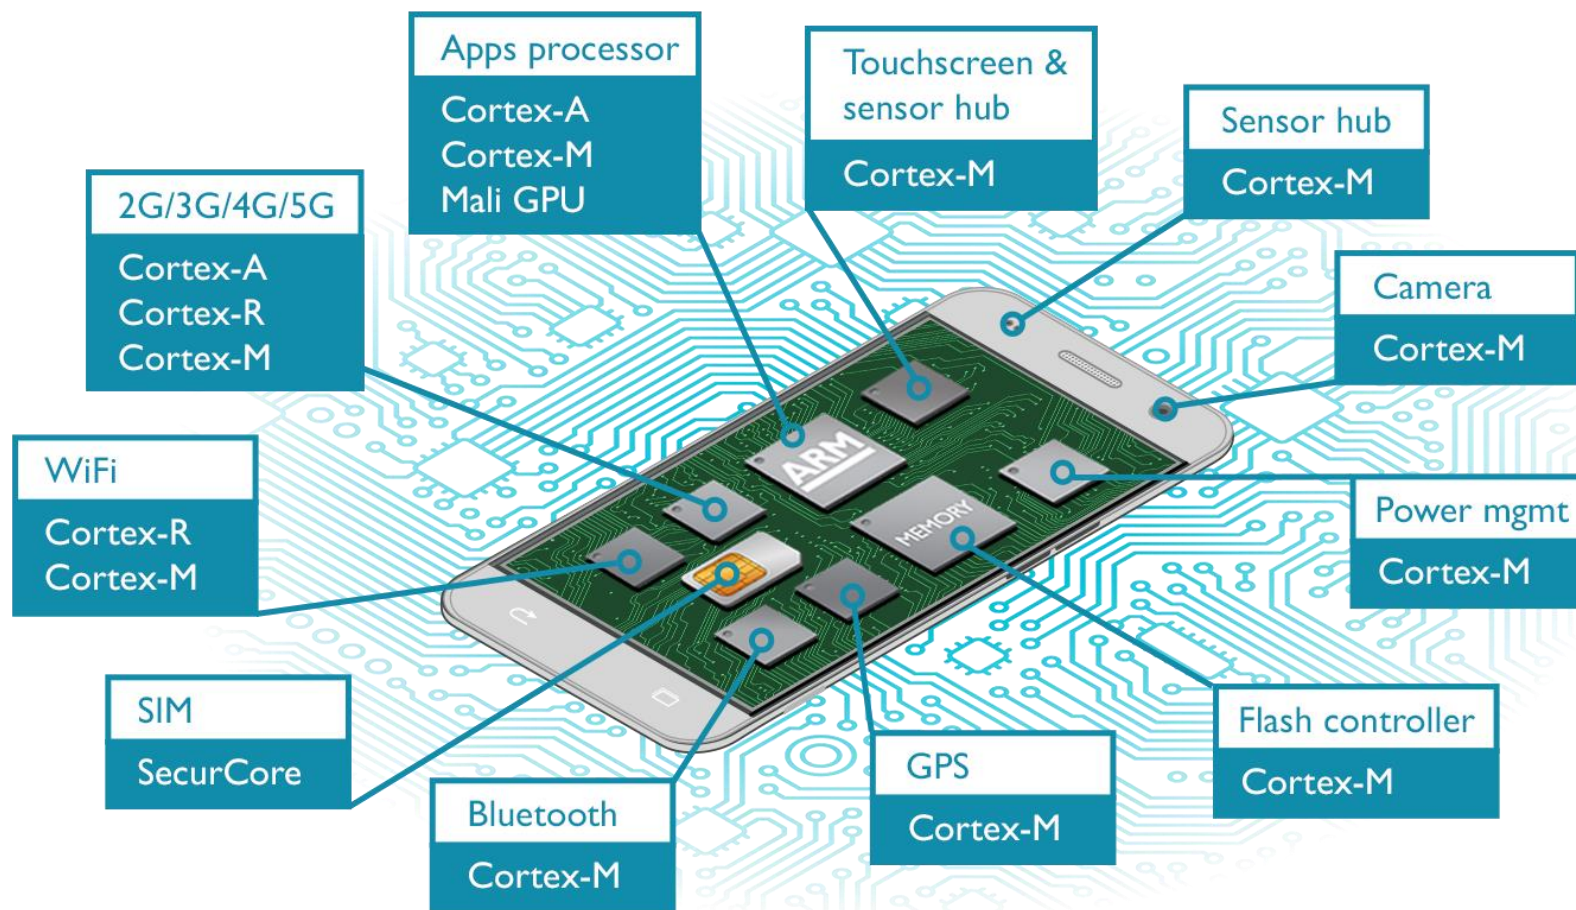 Apps processor
Cortex-A
Cortex-M
Mali GPU
Touchscreen &
sensor hub
Cortex-M
Sensor hub
Cortex-M
2G/3G/4G/5G
Cortex-A
Cortex-R
Cortex-M
Camera
Cortex-M
WiFi
Cortex-R
Cortex-M
ARM
MEMORY
Power mgmt
Cortex-M
SIM
SecurCore
Bluetooth
Cortex-M
GPS
Cortex-M
Flash controller
Cortex-M